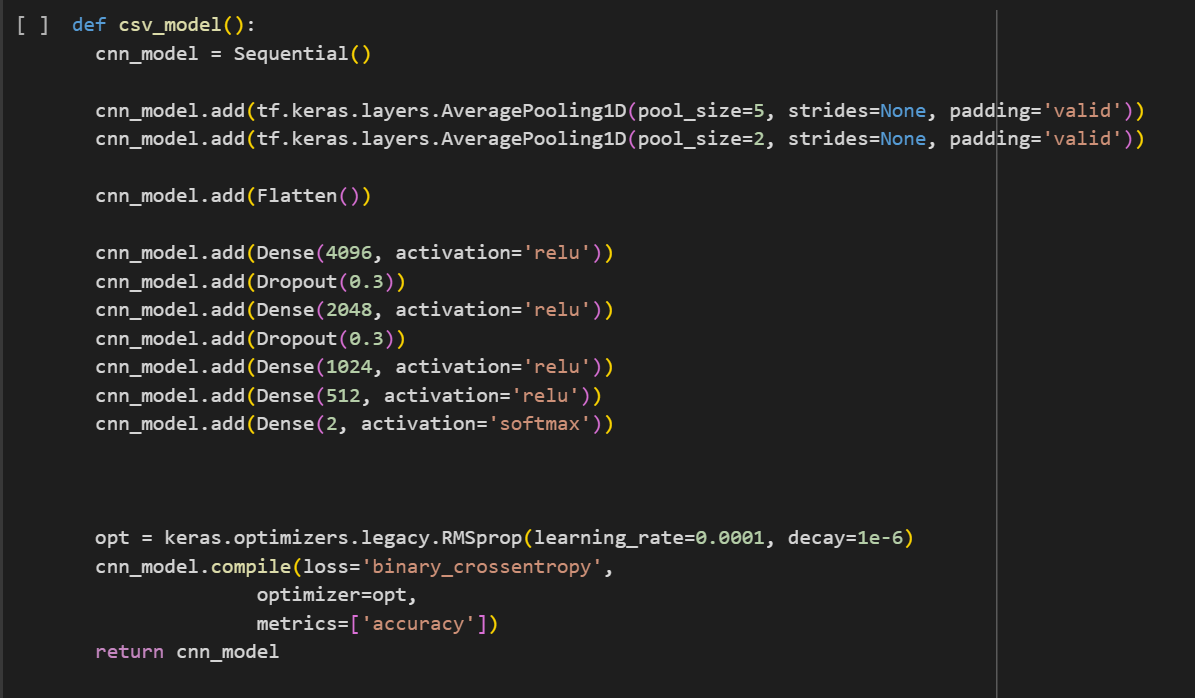 [ ] def csv_model():
cnn_model = Sequential()
cnn_model.add(tf.keras.layers.AveragePooling1D(pool_size=5, strides=None, padding='valid'))
cnn_model.add(tf.keras.layers.AveragePooling1D(pool_size=2, strides=None, padding='valid'))
cnn_model.add(Flatten())
cnn_model.add(Dense(4096, activation='relu'))
cnn_model.add(Dropout(0.3))
cnn_model.add(Dense(2048, activation='relu'))
cnn_model.add(Dropout(0.3))
cnn_model.add(Dense(1024, activation='relu'))
cnn_model.add(Dense(512, activation='relu'))
cnn_model.add(Dense(2, activation='softmax'))
opt = keras.optimizers.legacy.RMSprop(learning_rate=0.0001, decay=1e-6)
cnn_model.compile(loss='binary_crossentropy',
optimizer=opt,
metrics=['accuracy'])
return cnn_model